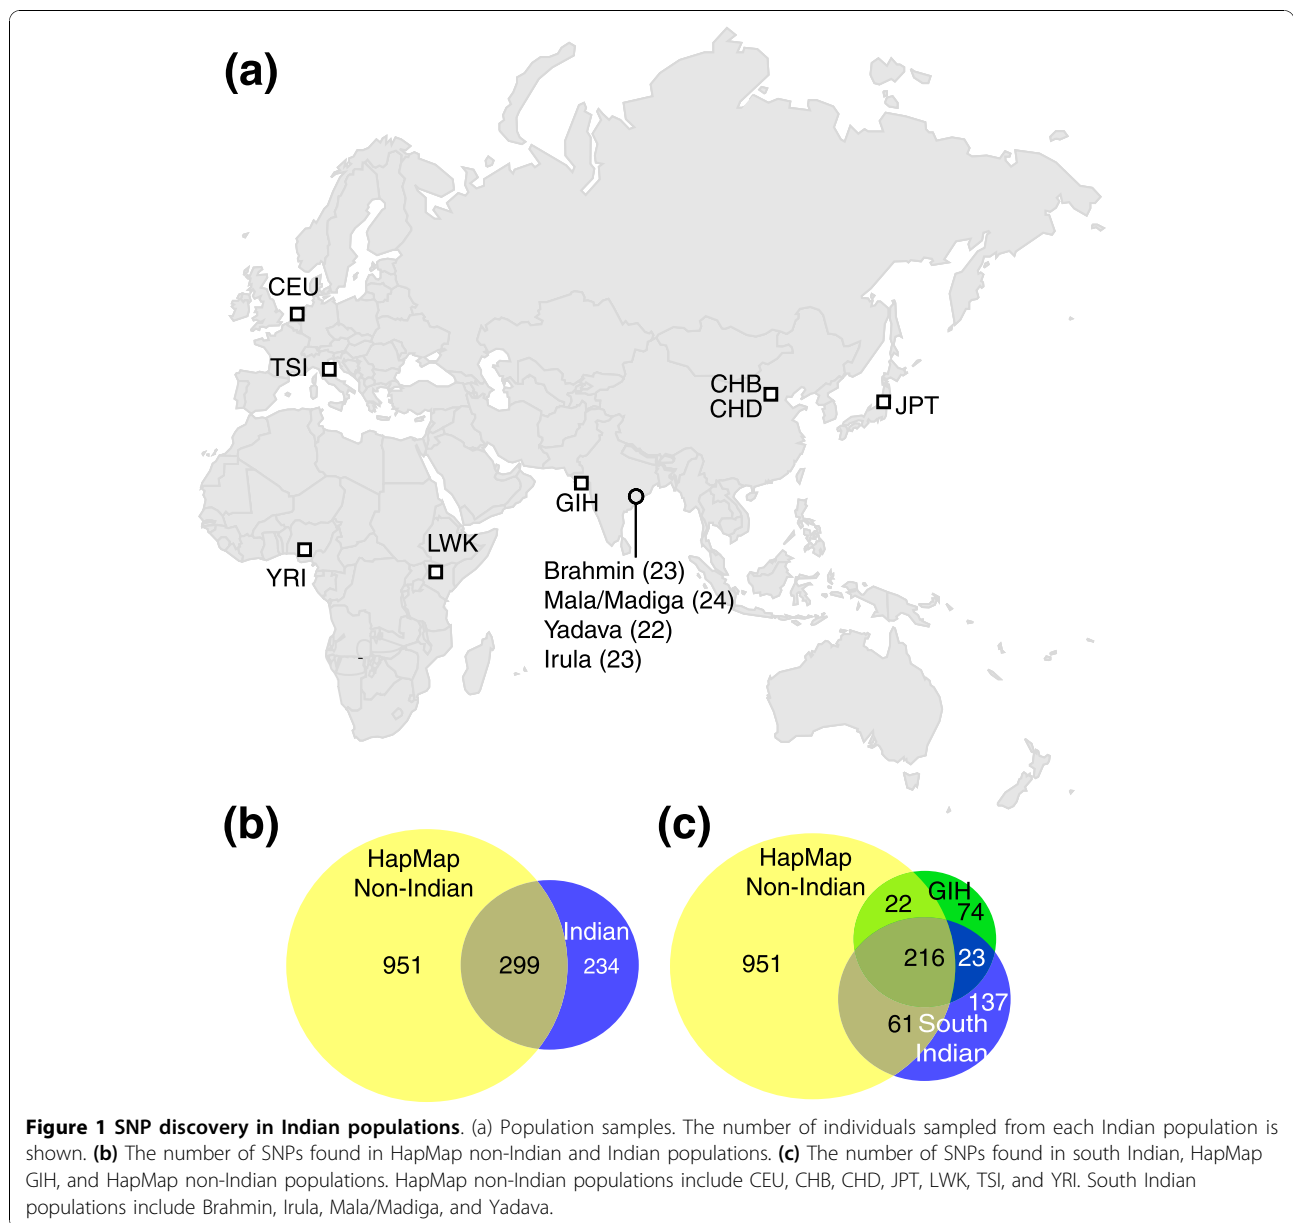 (a)
CEU
TSI
CHB
CHD
JPT
GIH
LWK
YRI
Brahmin (23)
Mala/Madiga (24)
Yadava (22)
Irula (23)
(b)
HapMap
Non-Indian
Indian
951
299
234
(c)
HapMap
Non-Indian
GIH
22
74
951
216
23
137
61
South
Indian
Figure 1 SNP discovery in Indian populations. (a) Population samples. The number of individuals sampled from each Indian population is
shown. (b) The number of SNPs found in HapMap non-Indian and Indian populations. (c) The number of SNPs found in south Indian, HapMap
GIH, and HapMap non-Indian populations. HapMap non-Indian populations include CEU, CHB, CHD, JPT, LWK, TSI, and YRI. South Indian
populations include Brahmin, Irula, Mala/Madiga, and Yadava.